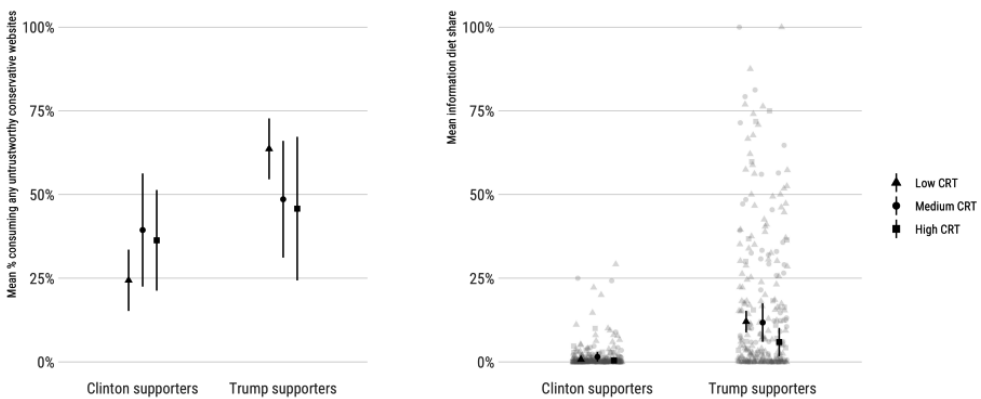 Mean % consuming any untrustworthy conservative websites
100%
75%
50%
25%
0%
Clinton supporters
Trump supporters
Mean information diet share
100%
75%
50%
25%
0%
Clinton supporters
Trump supporters
Low CRT
Medium CRT
High CRT